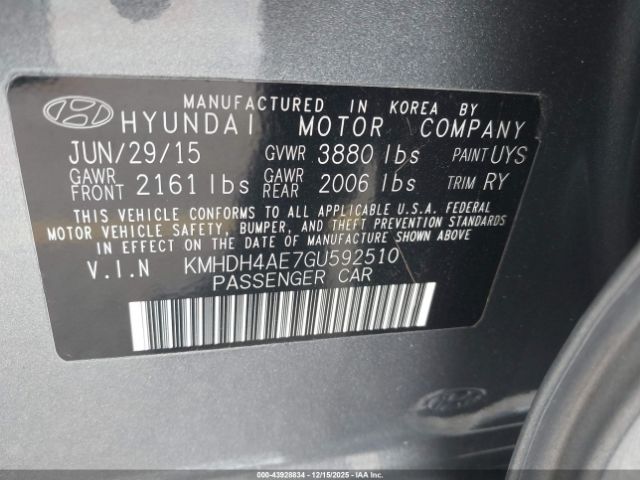 MANUFACTURED IN KOREA BY
HYUNDAI MOTOR COMPANY
JUN/29/15 GVWR 3880 lbs PAINT UYS
GAWR FRONT 2161 lbs GAWR REAR 2006 lbs TRIM RY
THIS VEHICLE CONFORMS TO ALL APPLICABLE U.S.A. FEDERAL
MOTOR VEHICLE SAFETY, BUMPER, AND THEFT PREVENTION STANDARDS
IN EFFECT ON THE DATE OF MANUFACTURE SHOWN ABOVE
V.I.N KMHDH4AE7GU592510
PASSENGER CAR
000-43928834 - 12/15/2025 - COPART